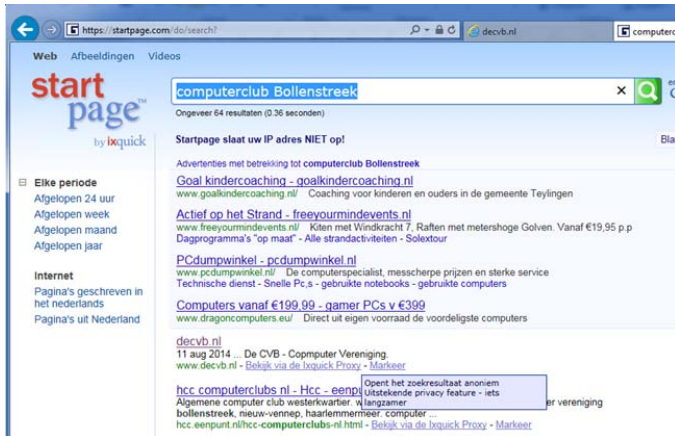 https://startpage.com/do/search?
decvb.nl
computerc
Web Afbeeldingen Videos
start
page™
by ixquick
computerclub Bollenstreek
Ongeveer 64 resultaten (0.36 seconden)
Startpage slaat uw IP adres NIET op!
Advertenties met betrekking tot computerclub Bollenstreek
Goal kindercoaching - goalkindercoaching.nl
www.goalkindercoaching.nl/ Coaching voor kinderen en ouders in de gemeente Teylingen
Actief op het Strand - freeyourmindevents.nl
www.freeyourmindevents.nl/ Kiten met Windkracht 7, Raften met metershoge Golven. Vanaf €19,95 p.p
Dagprogramma's "op maat" - Alle strandactiviteiten - Solextour
PCdumpwinkel - pcdumpwinkel.nl
www.pcdumpwinkel.nl/ De computerspecialist, messcherpe prijzen en sterke service
Technische dienst - Snelle Pc,s - gebruikte notebooks - gebruikte computers
Computers vanaf €199,99 - gamer PCs v €399
www.dragoncomputers.eu/ Direct uit eigen voorraad de voordeligste computers
decvb.nl
11 aug 2014 ... De CVB - Copmputer Vereniging.
www.decvb.nl - Bekijk via de Ixquick Proxy - Markeer
Opent het zoekresultaat anoniem
Uitstekende privacy feature - iets
langzamer
hcc computerclubs nl - Hcc - eenpu
Algemene computer club westerkwartier. w er vereniging
bollenstreek, nieuw-vennep, haarlemmermeer. computer ...
hcc.eenpunt.nl/hcc-computerclubs-nl.html - Bekijk via de Ixquick Proxy - Markeer
Elke periode
Afgelopen 24 uur
Afgelopen week
Afgelopen maand
Afgelopen jaar
Internet
Pagina's geschreven in
het nederlands
Pagina's uit Nederland